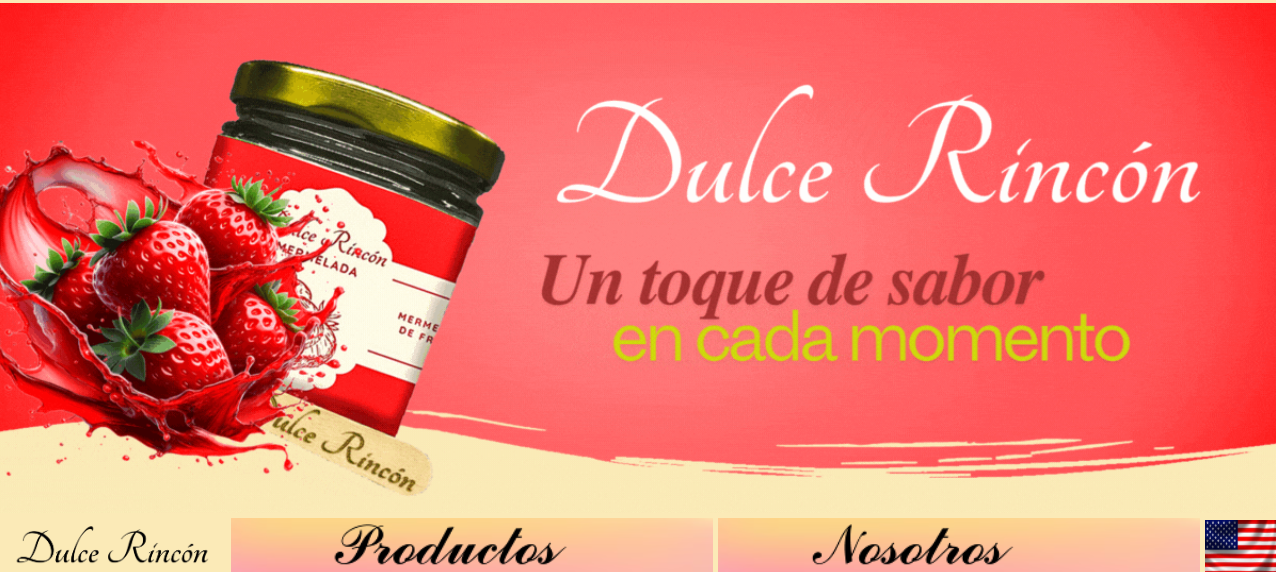 Dulce Rincón
Un toque de sabor
en cada momento
Dulce Rincón
MERMELADA
Dulce Rincón
Dulce Rincón
Productos
Nosotros